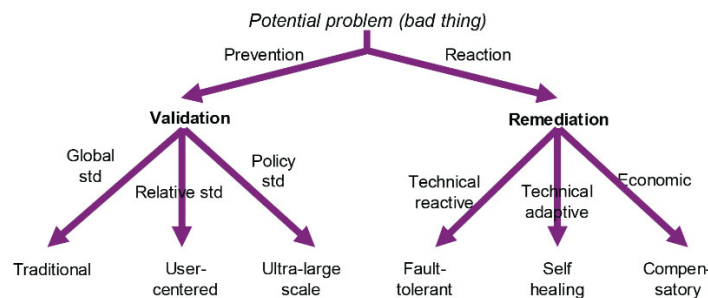 Potential problem (bad thing)
Prevention
Reaction
Validation
Remediation
Global
std
Relative std
Policy
std
Technical
reactive
Technical
adaptive
Economic
Traditional
User-
centered
Ultra-large
scale
Fault-
tolerant
Self
healing
Compen-
satory